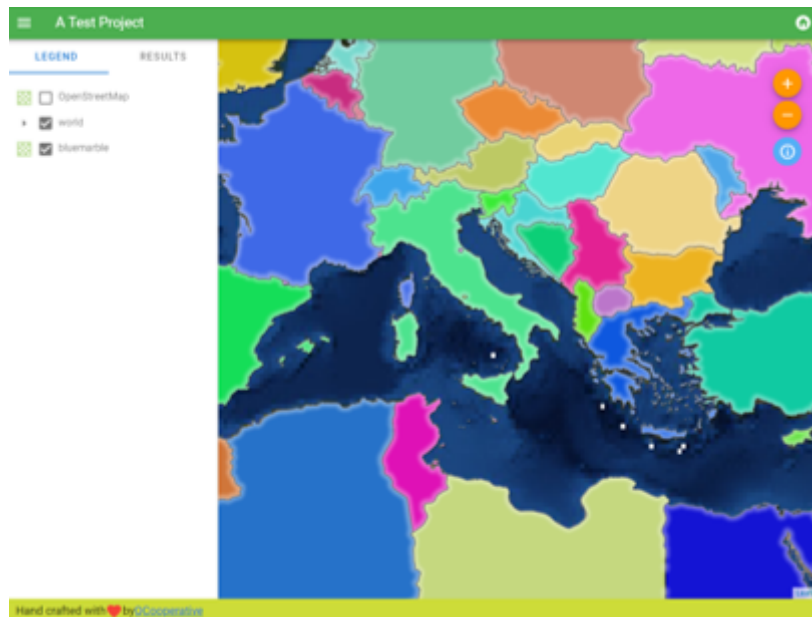 A Test Project
LEGEND RESULTS
OpenStreetMap
world
bluemarble
Hand crafted with ❤ by QCooperative